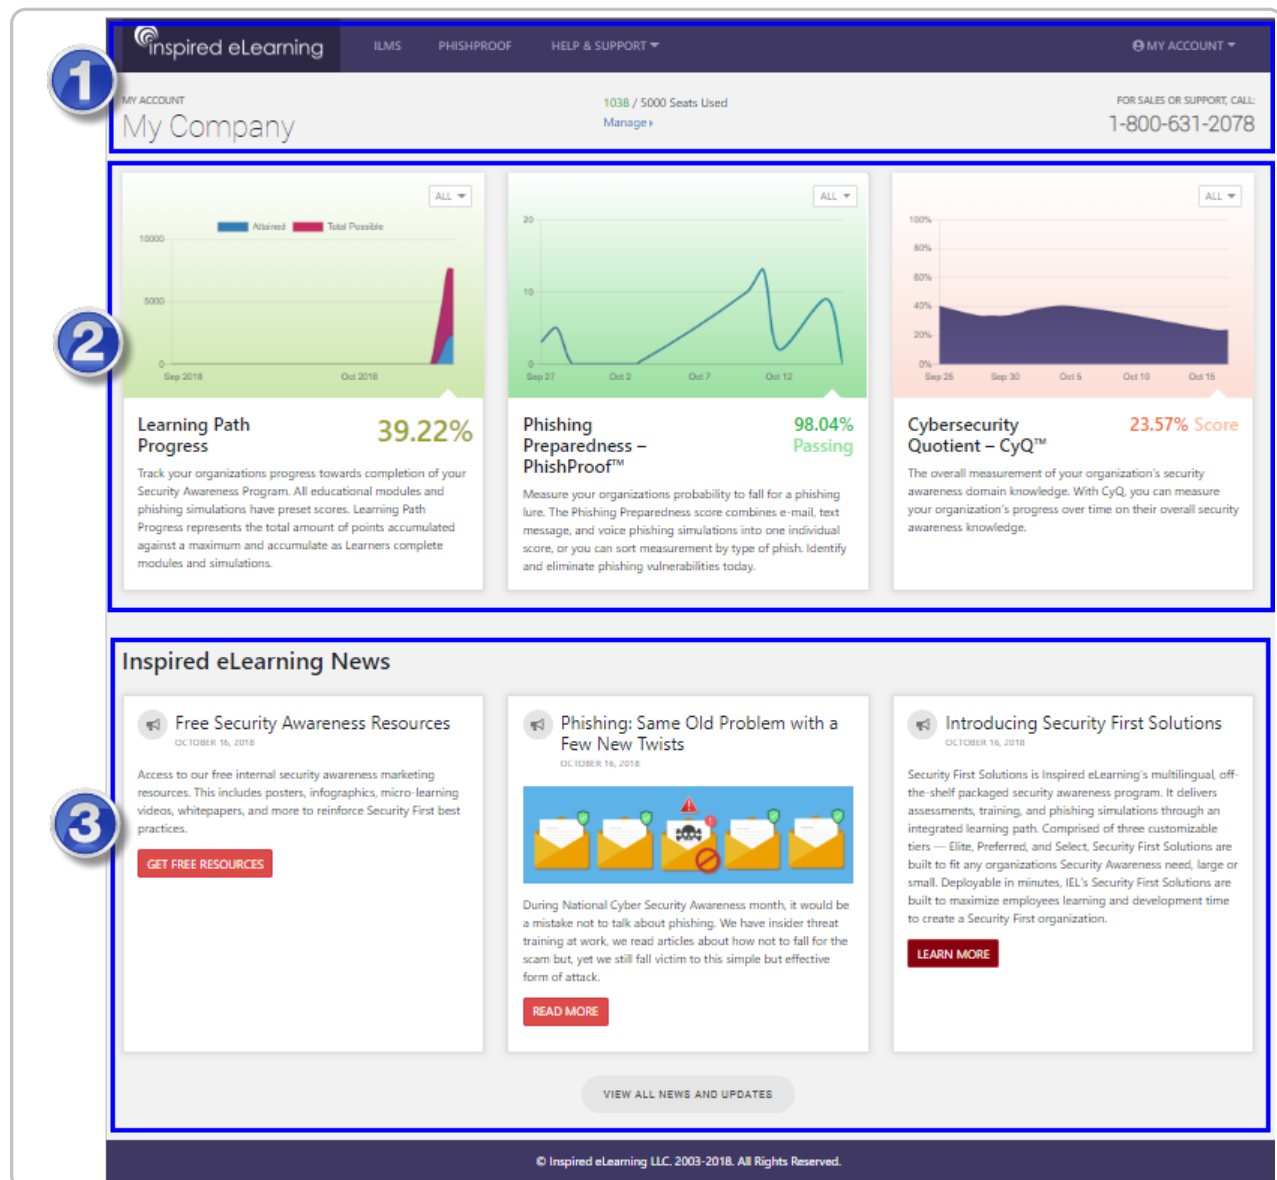 inspired eLearning
ILMS
PHISHPROOF
HELP & SUPPORT
MY ACCOUNT
1
MY ACCOUNT
My Company
1038 / 5000 Seats Used
Manage
FOR SALES OR SUPPORT, CALL:
1-800-631-2078
2
ALL
Attained
Total Possible
10000
5000
0
Sep 2018
Oct 2018
Learning Path
Progress
39.22%
Track your organizations progress towards completion of your
Security Awareness Program. All educational modules and
phishing simulations have preset scores. Learning Path
Progress represents the total amount of points accumulated
against a maximum and accumulate as Learners complete
modules and simulations.
ALL
20
10
0
Sep 27
Oct 2
Oct 7
Oct 12
Phishing
Preparedness –
PhishProof™
98.04%
Passing
Measure your organizations probability to fall for a phishing
lure. The Phishing Preparedness score combines e-mail, text
message, and voice phishing simulations into one individual
score, or you can sort measurement by type of phish. Identify
and eliminate phishing vulnerabilities today.
ALL
100%
80%
60%
40%
20%
0%
Sep 25
Sep 30
Oct 5
Oct 10
Oct 15
Cybersecurity
Quotient – CyQ™
23.57% Score
The overall measurement of your organization's security
awareness domain knowledge. With CyQ, you can measure
your organization's progress over time on their overall security
awareness knowledge.
3
Inspired eLearning News
Free Security Awareness Resources
OCTOBER 16, 2018
Access to our free internal security awareness marketing
resources. This includes posters, infographics, micro-learning
videos, whitepapers, and more to reinforce Security First best
practices.
GET FREE RESOURCES
Phishing: Same Old Problem with a
Few New Twists
OCTOBER 16, 2018
During National Cyber Security Awareness month, it would be
a mistake not to talk about phishing. We have insider threat
training at work, we read articles about how not to fall for the
scam but, yet we still fall victim to this simple but effective
form of attack.
READ MORE
Introducing Security First Solutions
OCTOBER 16, 2018
Security First Solutions is Inspired eLearning's multilingual, off-
the-shelf packaged security awareness program. It delivers
assessments, training, and phishing simulations through an
integrated learning path. Comprised of three customizable
tiers — Elite, Preferred, and Select, Security First Solutions are
built to fit any organizations Security Awareness need, large or
small. Deployable in minutes, IEL's Security First Solutions are
built to maximize employees learning and development time
to create a Security First organization.
LEARN MORE
VIEW ALL NEWS AND UPDATES
© Inspired eLearning LLC. 2003-2018. All Rights Reserved.